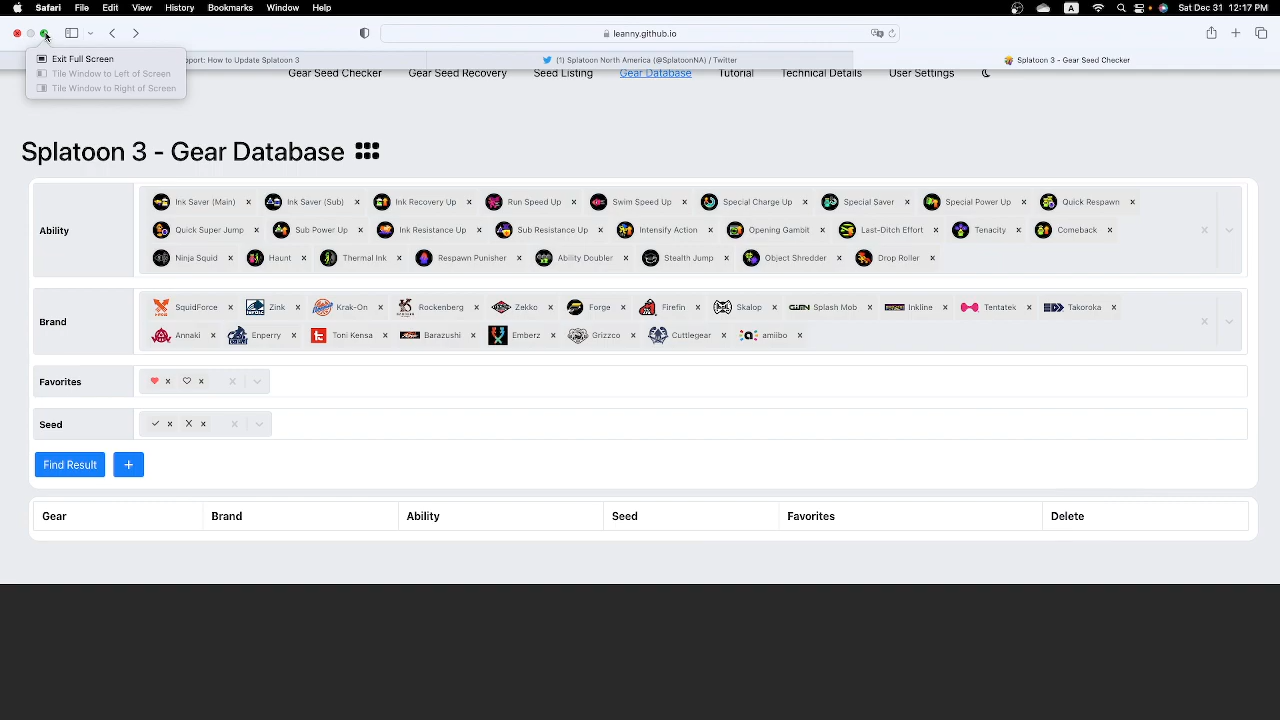 Safari File Edit View History Bookmarks Window Help A Sat Dec 31 12:17 PM
leanny.github.io
Exit Full Screen
Tile Window to Left of Screen
Tile Window to Right of Screen
pport: How to Update Splatoon 3 (1) Splatoon North America (@SplatoonNA) / Twitter Splatoon 3 - Gear Seed Checker
Gear Seed Checker Gear Seed Recovery Seed Listing Gear Database Tutorial Technical Details User Settings
Splatoon 3 - Gear Database
Ability
Ink Saver (Main) × Ink Saver (Sub) × Ink Recovery Up × Run Speed Up × Swim Speed Up × Special Charge Up × Special Saver × Special Power Up × Quick Respawn ×
Quick Super Jump × Sub Power Up × Ink Resistance Up × Sub Resistance Up × Intensify Action × Opening Gambit × Last-Ditch Effort × Tenacity × Comeback ×
Ninja Squid × Haunt × Thermal Ink × Respawn Punisher × Ability Doubler × Stealth Jump × Object Shredder × Drop Roller ×
Brand
SquidForce × Zink × Krak-On × Rockenberg × Zekko × Forge × Firefin × Skalop × Splash Mob × Inkline × Tentatek × Takoroka ×
Annaki × Enperry × Toni Kensa × Barazushi × Emberz × Grizzco × Cuttlegear × amiibo ×
Favorites
Seed
Find Result +
Gear Brand Ability Seed Favorites Delete